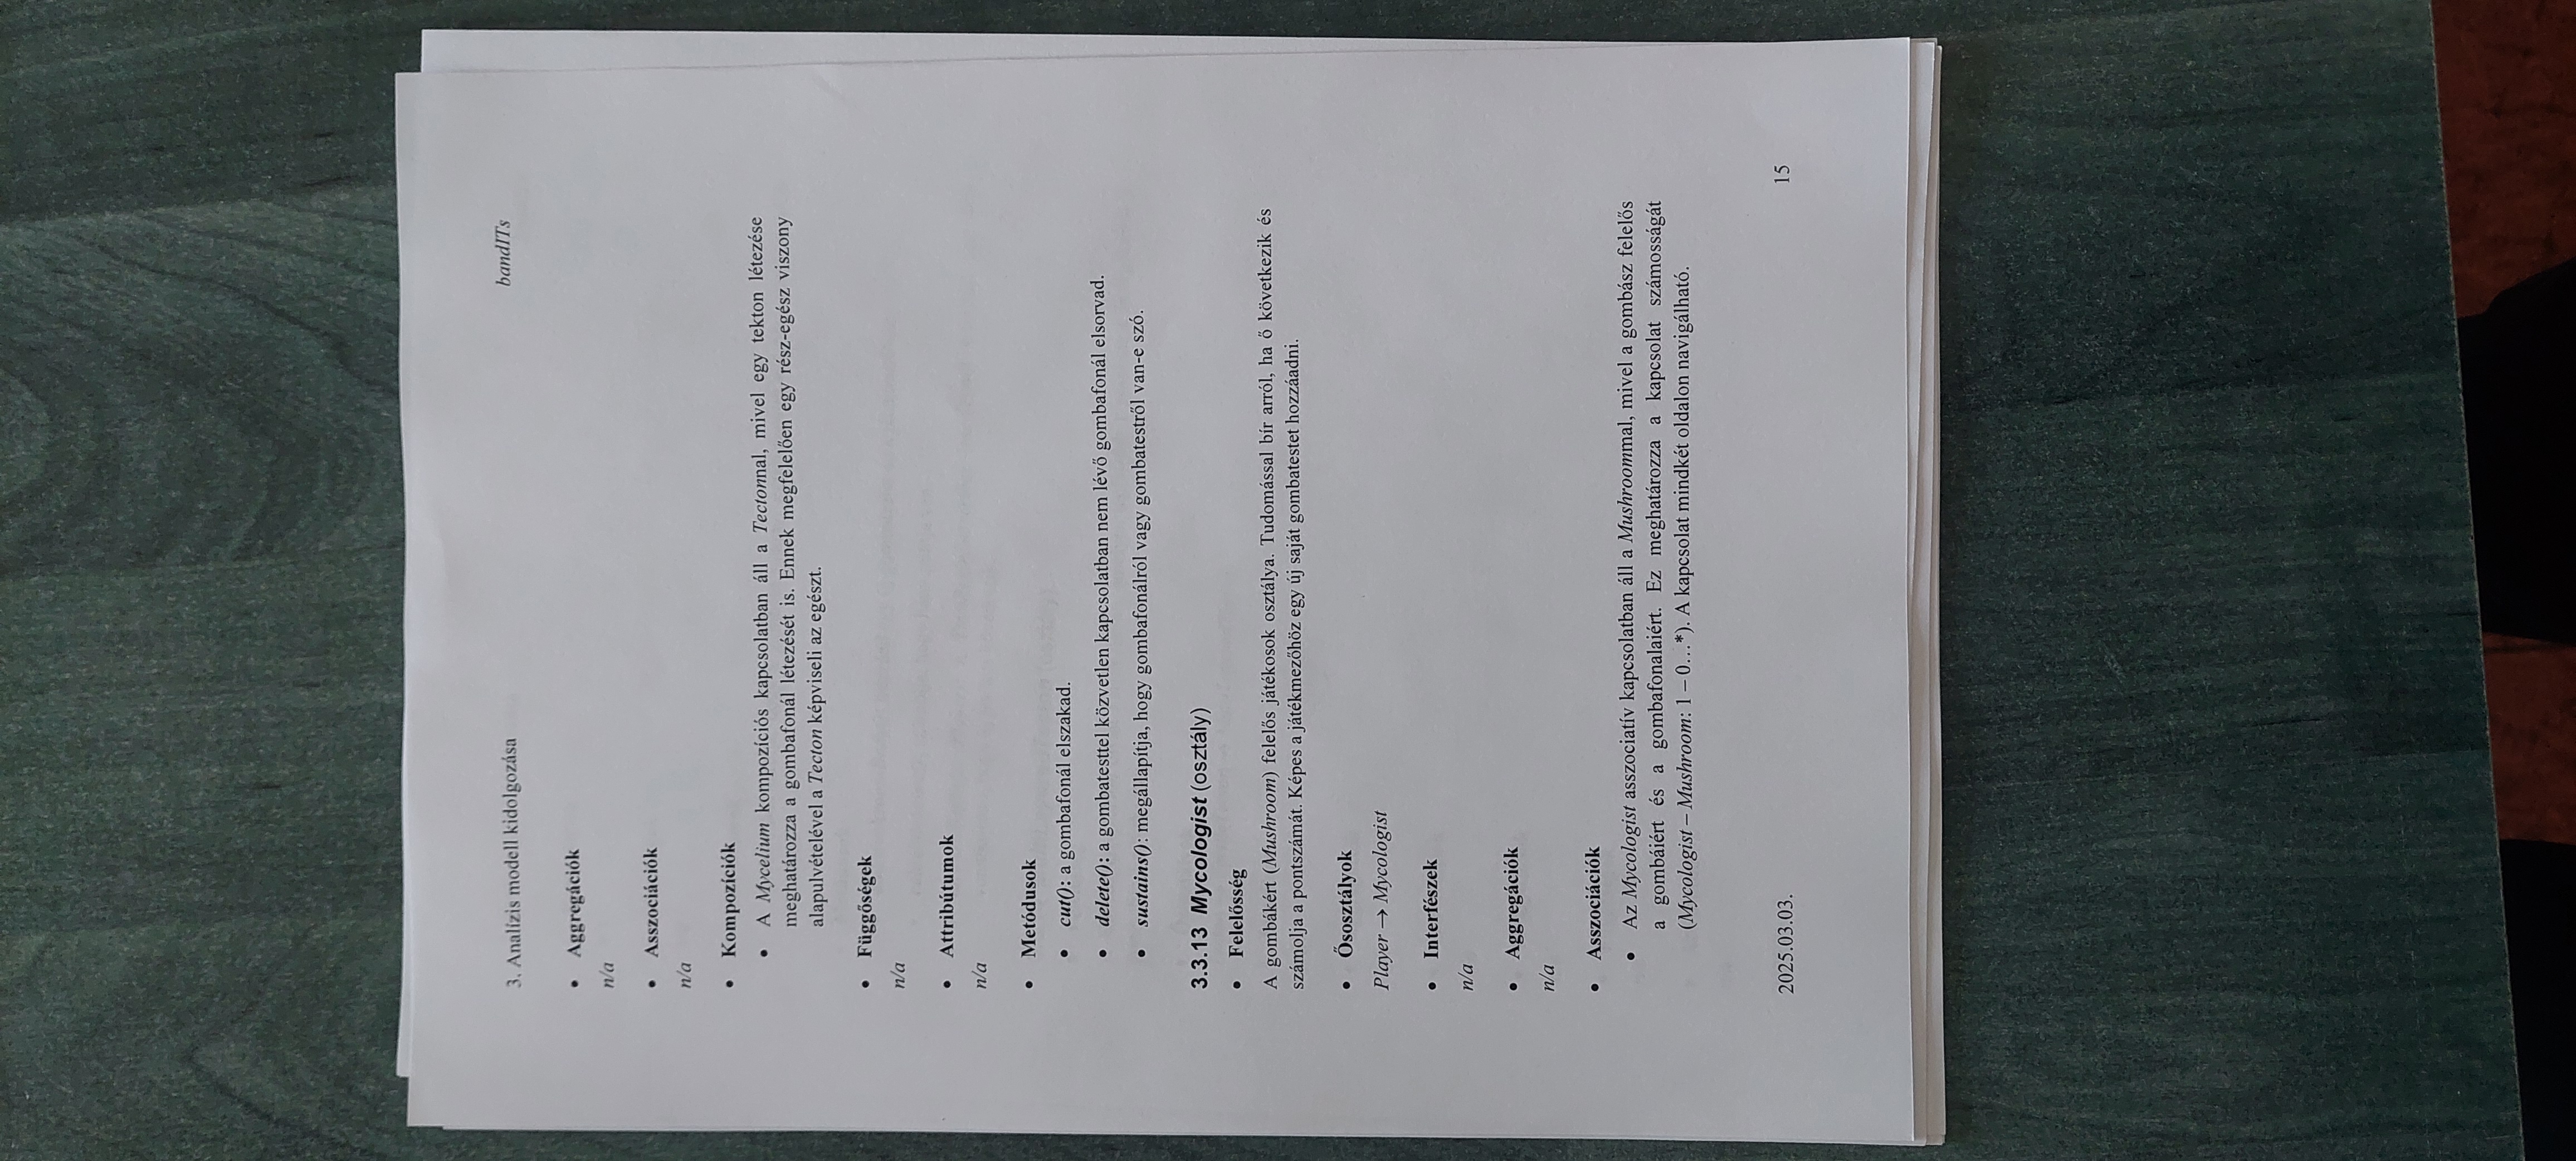 3. Analízis modell kidolgozása
bandITs
• Aggregációk
n/a
• Asszociációk
n/a
• Kompozíciók
• A Mycelium kompozíciós kapcsolatban áll a Tectonnal, mivel egy tekton létezése
meghatározza a gombafonál létezését is. Ennek megfelelően egy rész-egész viszony
alapulvételével a Tecton képviseli az egészt.
• Függőségek
n/a
• Attribútumok
n/a
• Metódusok
• cut(): a gombafonál elszakad.
• delete(): a gombatesttel közvetlen kapcsolatban nem lévő gombafonál elsorvad.
• sustains(): megállapítja, hogy gombafonálról vagy gombatestről van-e szó.
3.3.13 Mycologist (osztály)
• Felelősség
A gombákért (Mushroom) felelős játékosok osztálya. Tudomással bír arról, ha ő következik és
számolja a pontszámát. Képes a játékmezőhöz egy új saját gombatestet hozzáadni.
• Ősosztályok
Player → Mycologist
• Interfészek
n/a
• Aggregációk
n/a
• Asszociációk
• Az Mycologist asszociatív kapcsolatban áll a Mushroommal, mivel a gombász felelős
a gombáiért és a gombafonalaiért. Ez meghatározza a kapcsolat számosságát
(Mycologist – Mushroom: 1 – 0…*). A kapcsolat mindkét oldalon navigálható.
2025.03.03.
15